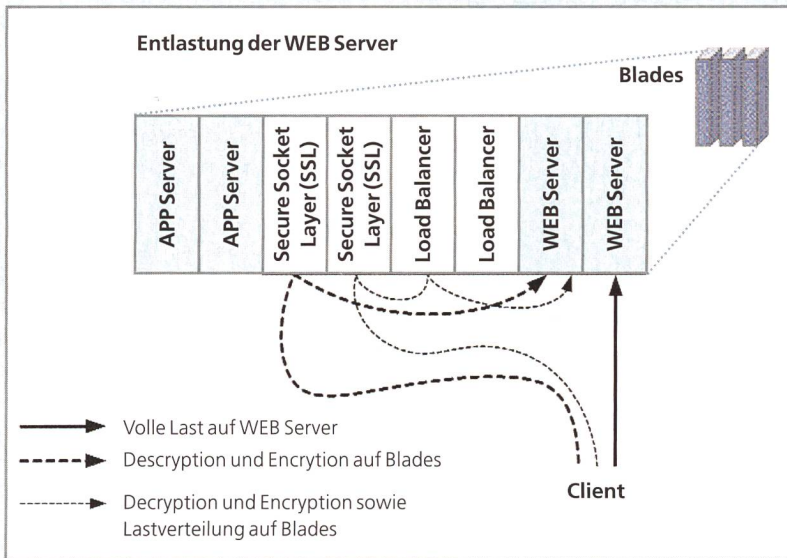 Entlastung der WEB Server
Blades
APP Server
APP Server
Secure Socket
Layer (SSL)
Secure Socket
Layer (SSL)
Load Balancer
Load Balancer
WEB Server
WEB Server
Volle Last auf WEB Server
Descryption und Encrytion auf Blades
Client
Decryption und Encryption sowie
Lastverteilung auf Blades